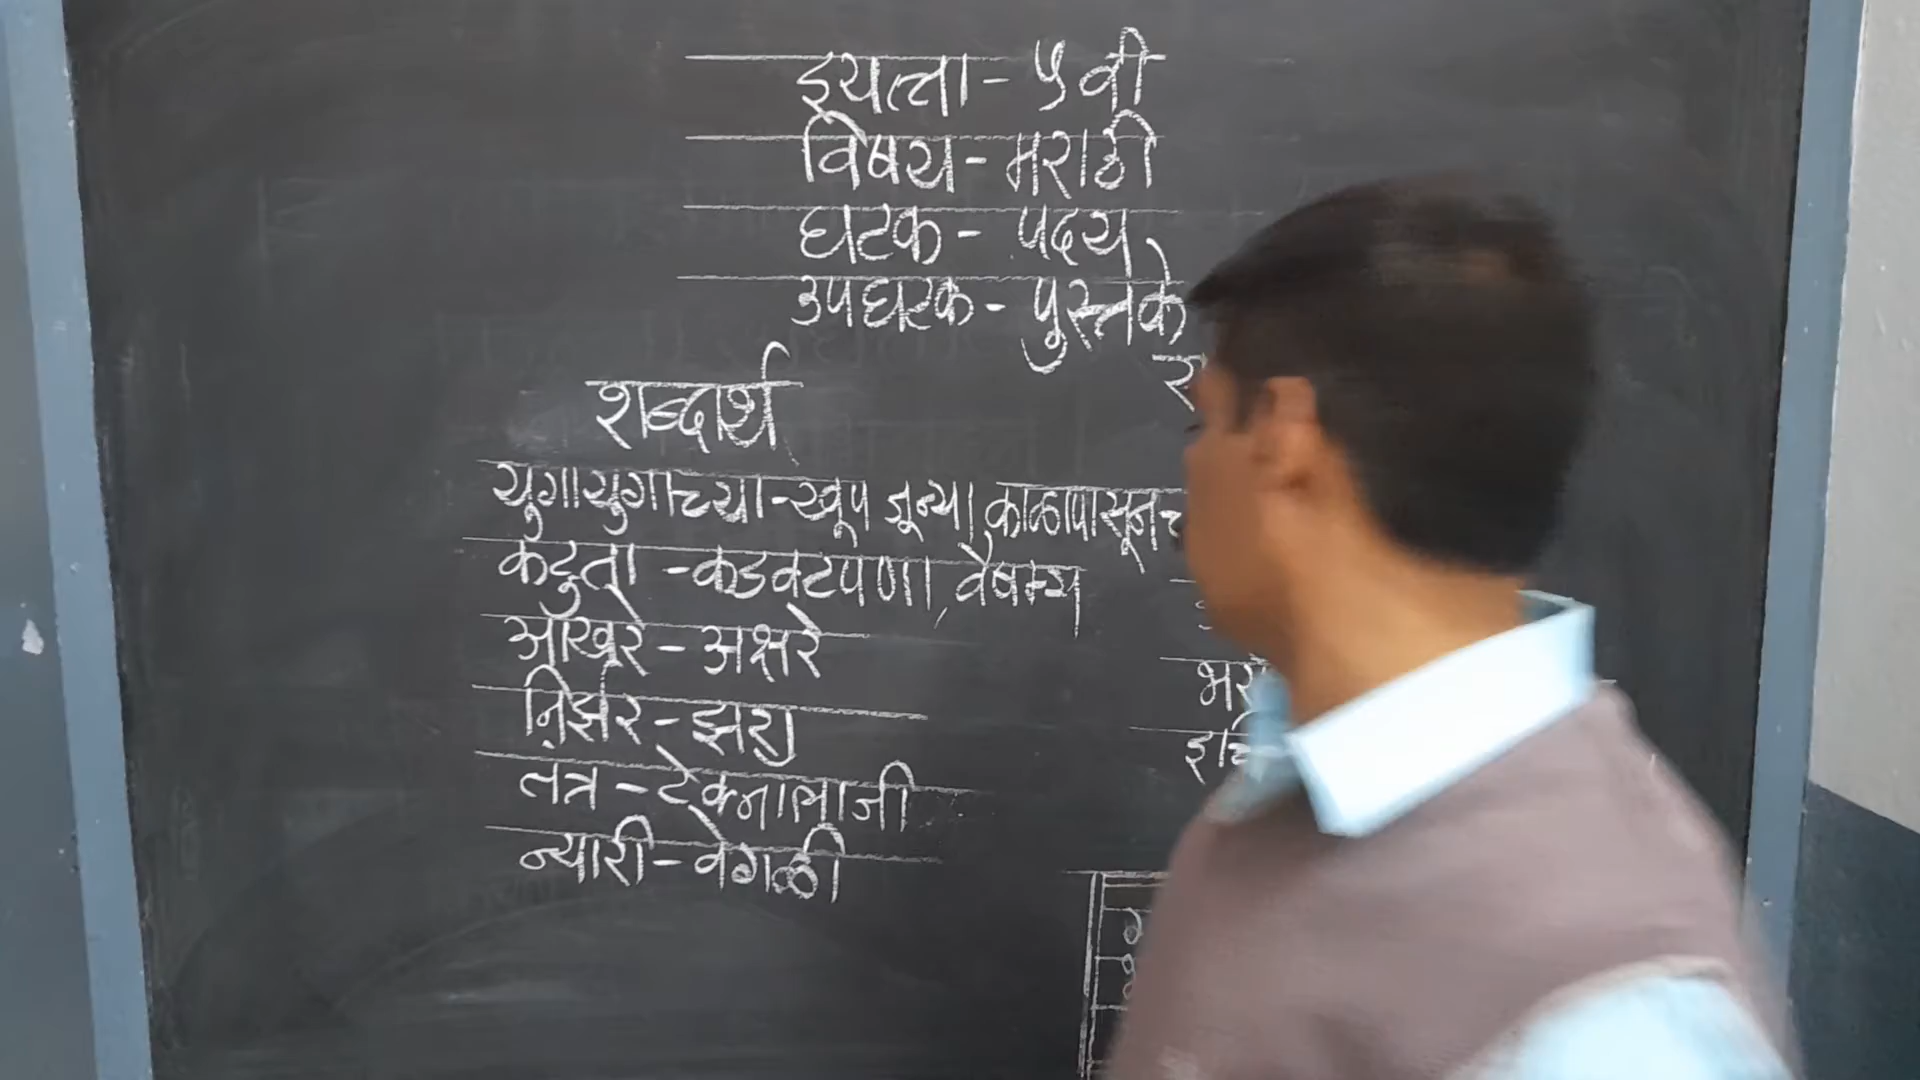 इयत्ता - ५ वी
विषय - मराठी
घटक - पद्य
उपघटक - पुस्तके
शब्दार्थ
युगायुगाच्या - खूप जून्या काळापासून
कटुता - कडवटपणा, वैषम्य
आखरे - अक्षरे
निर्झर - झरा
तंत्र - टेक्नालाजी
न्यारी - वेगळी